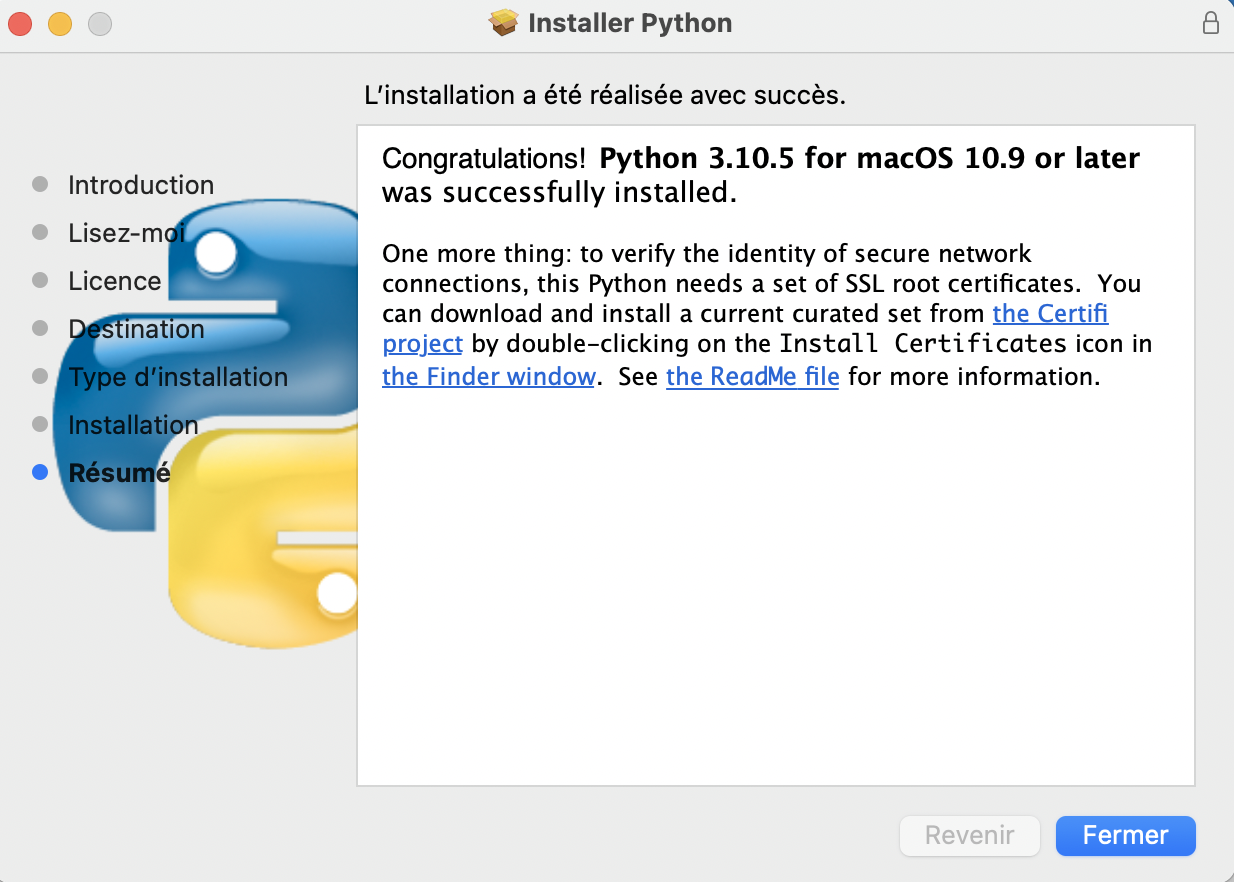 Installer Python
L’installation a été réalisée avec succès.
Introduction
Lisez-moi
Licence
Destination
Type d’installation
Installation
Résumé
Congratulations! Python 3.10.5 for macOS 10.9 or later
was successfully installed.
One more thing: to verify the identity of secure network
connections, this Python needs a set of SSL root certificates.  You
can download and install a current curated set from the Certifi
project by double-clicking on the Install Certificates icon in
the Finder window.  See the ReadMe file for more information.
Revenir
Fermer